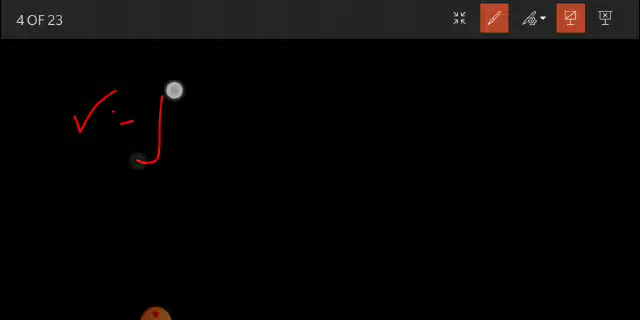 4 OF 23
V = ∫